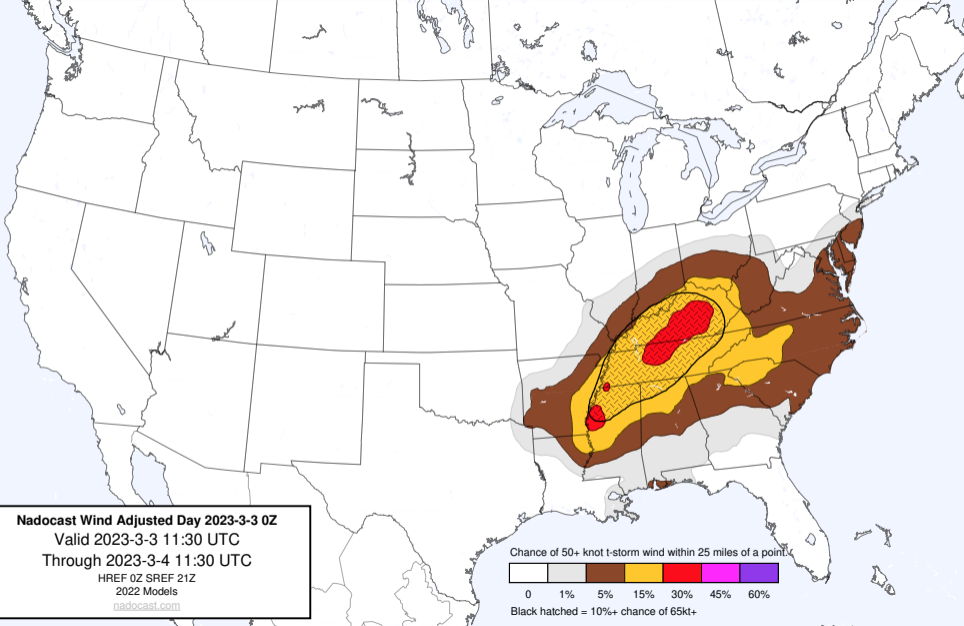 Nadocast Wind Adjusted Day 2023-3-3 0Z
Valid 2023-3-3 11:30 UTC
Through 2023-3-4 11:30 UTC
HREF 0Z SREF 21Z
2022 Models
nadocast.com
Chance of 50+ knot t-storm wind within 25 miles of a point.
0 1% 5% 15% 30% 45% 60%
Black hatched = 10%+ chance of 65kt+